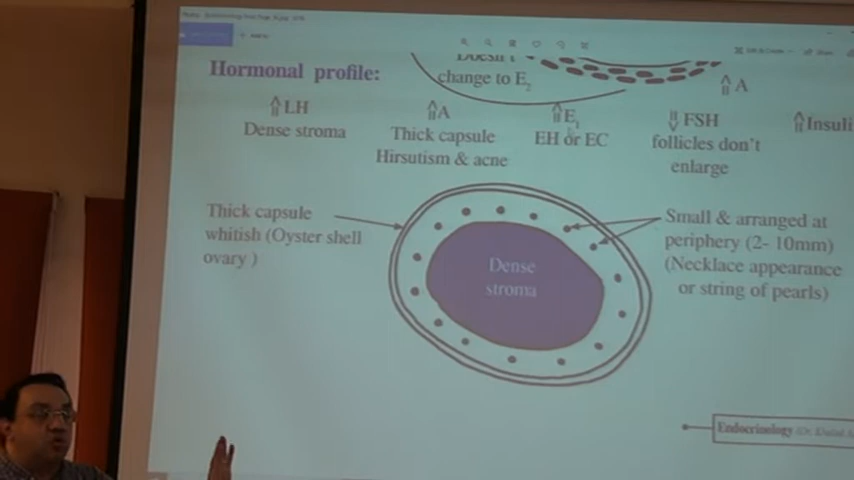 Doesn't
change to E2
⇑A
Hormonal profile:
⇑LH
Dense stroma
⇑A
Thick capsule
Hirsutism & acne
⇑E1
EH or EC
⇓FSH
follicles don't
enlarge
⇑Insuli
Thick capsule
whitish (Oyster shell
ovary )
Dense
stroma
Small & arranged at
periphery (2- 10mm)
(Necklace appearance
or string of pearls)
Endocrinology